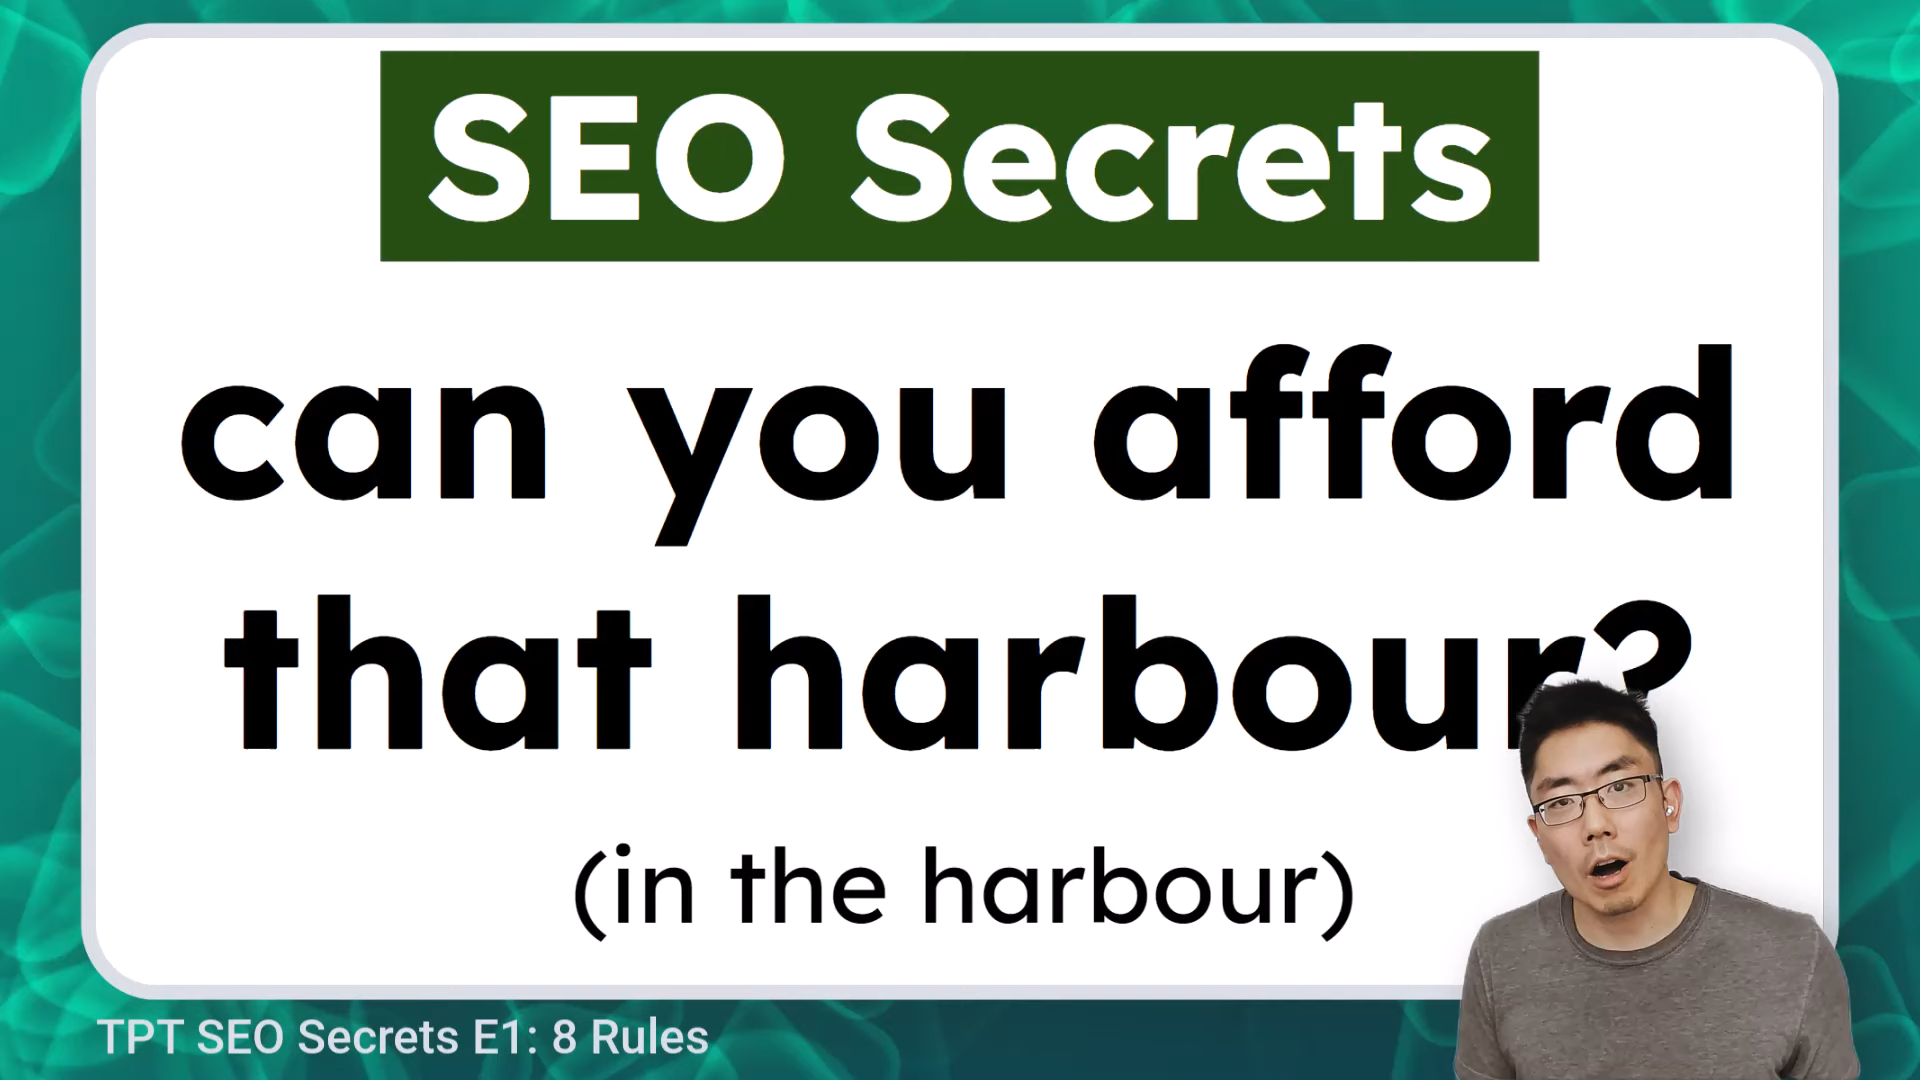 SEO Secrets
can you afford
that harbour?
(in the harbour)
TPT SEO Secrets E1: 8 Rules